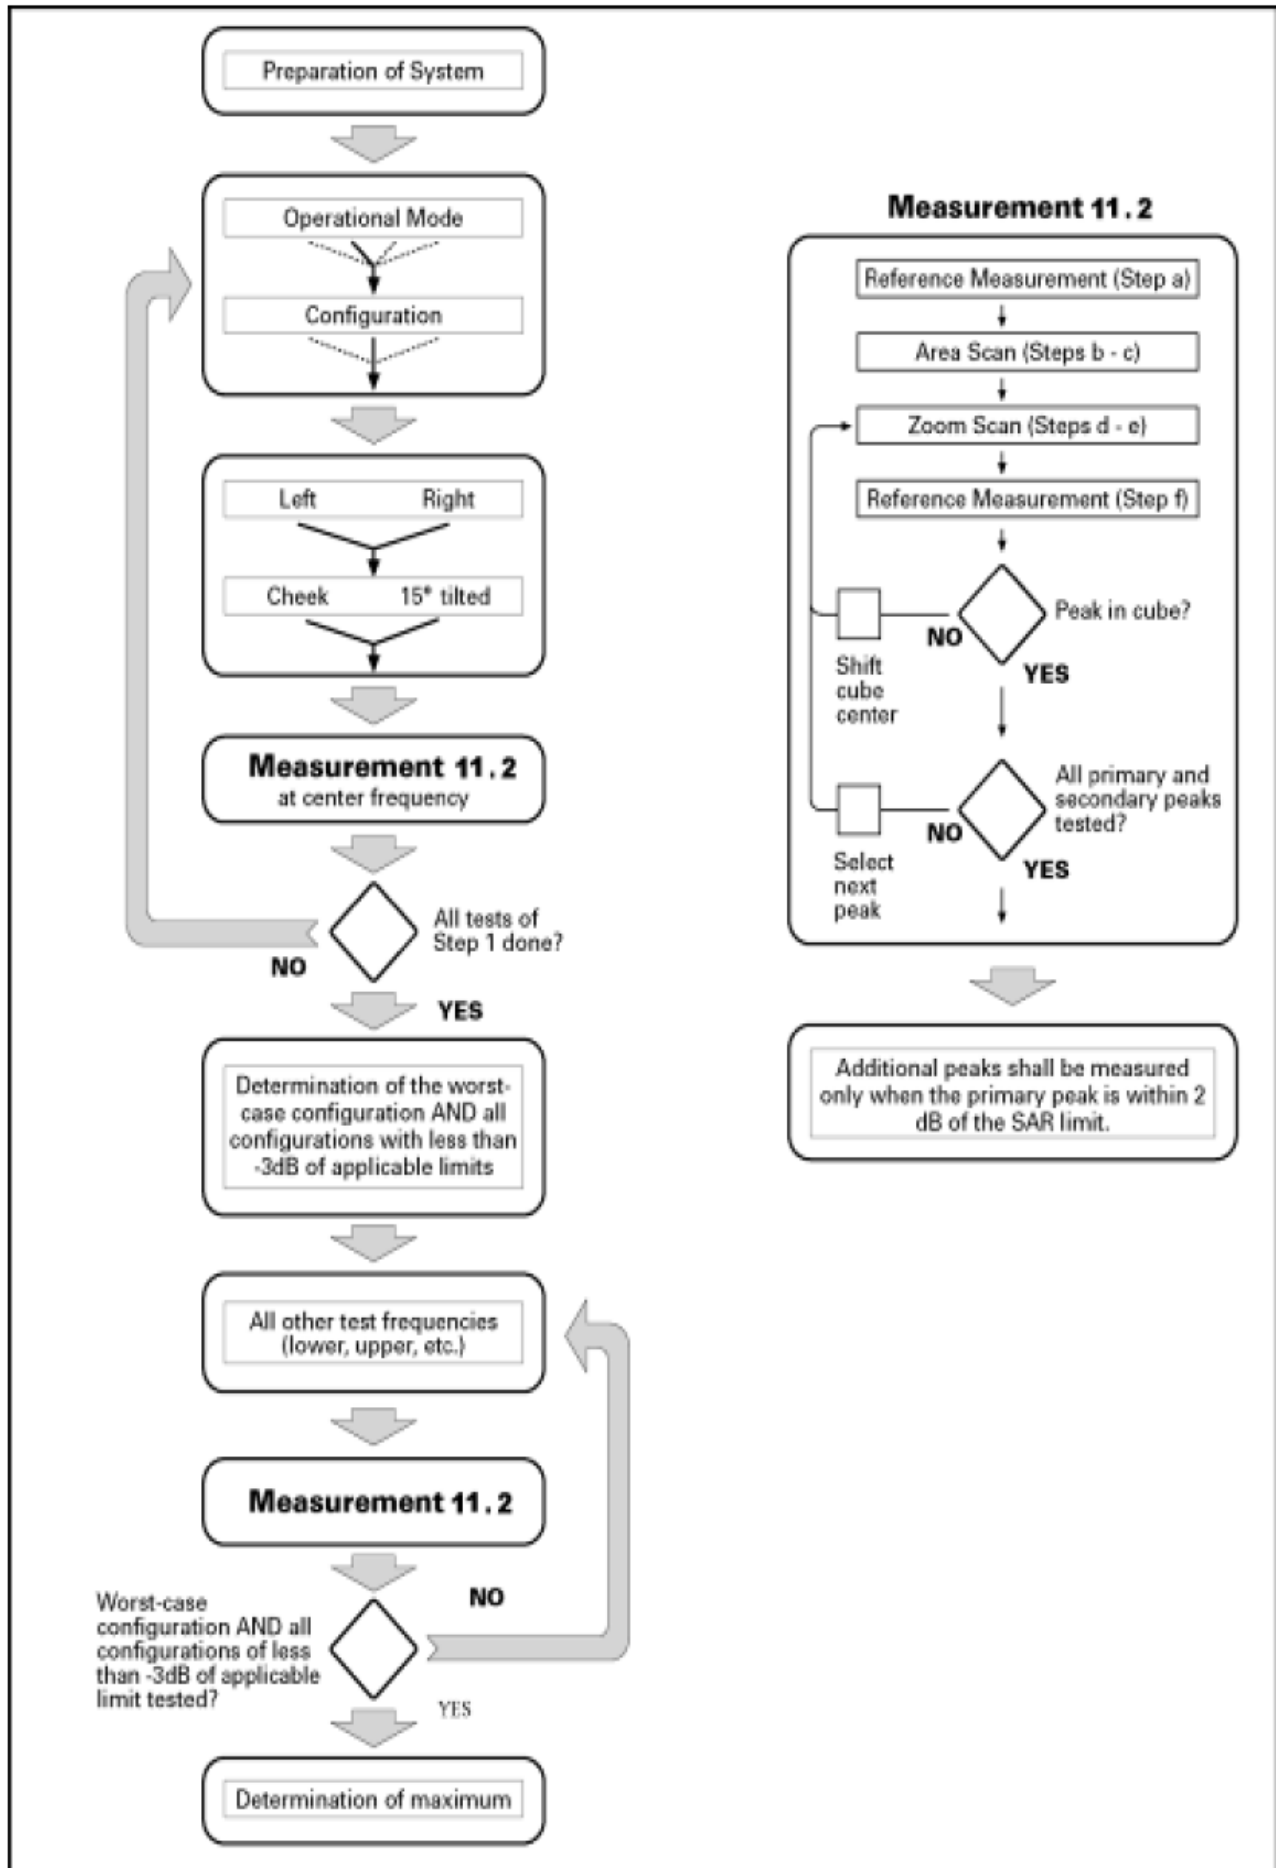 Preparation of System
Operational Mode
Configuration
Left Right
Cheek 15° tilted
Measurement 11.2
at center frequency
All tests of
Step 1 done?
NO
YES
Determination of the worst-
case configuration AND all
configurations with less than
-3dB of applicable limits
All other test frequencies
(lower, upper, etc.)
Measurement 11.2
NO
Worst-case
configuration AND all
configurations of less
than -3dB of applicable
limit tested?
YES
Determination of maximum
Measurement 11.2
Reference Measurement (Step a)
Area Scan (Steps b - c)
Zoom Scan (Steps d - e)
Reference Measurement (Step f)
Peak in cube?
NO
YES
Shift
cube
center
All primary and
secondary peaks
tested?
NO
YES
Select
next
peak
Additional peaks shall be measured
only when the primary peak is within 2
dB of the SAR limit.